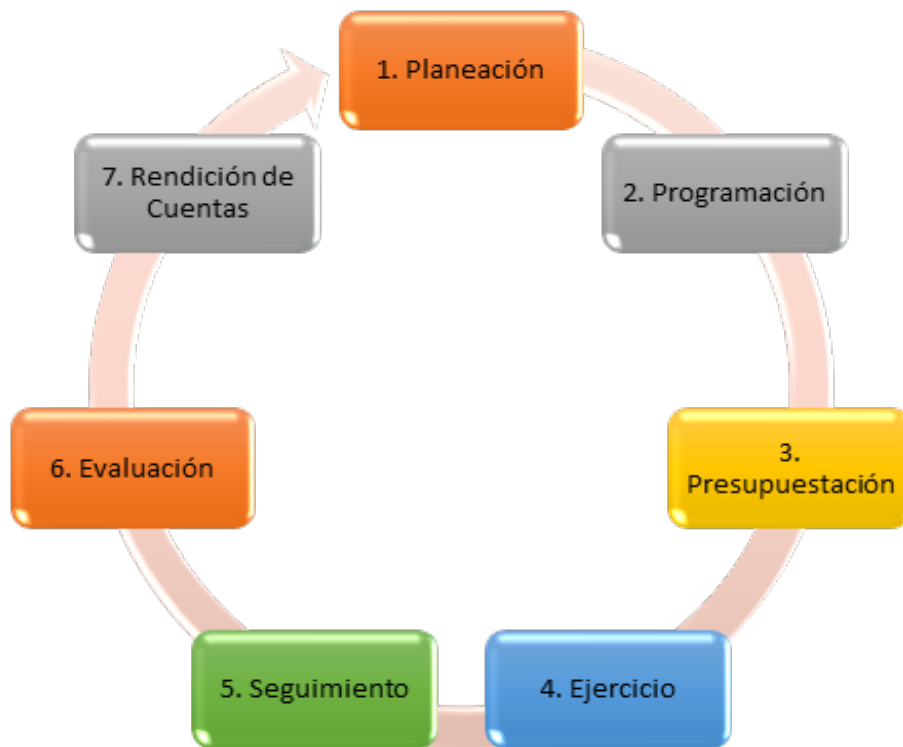 1. Planeación
2. Programación
3.
Presupuestación
4. Ejercicio
5. Seguimiento
6. Evaluación
7. Rendición de
Cuentas